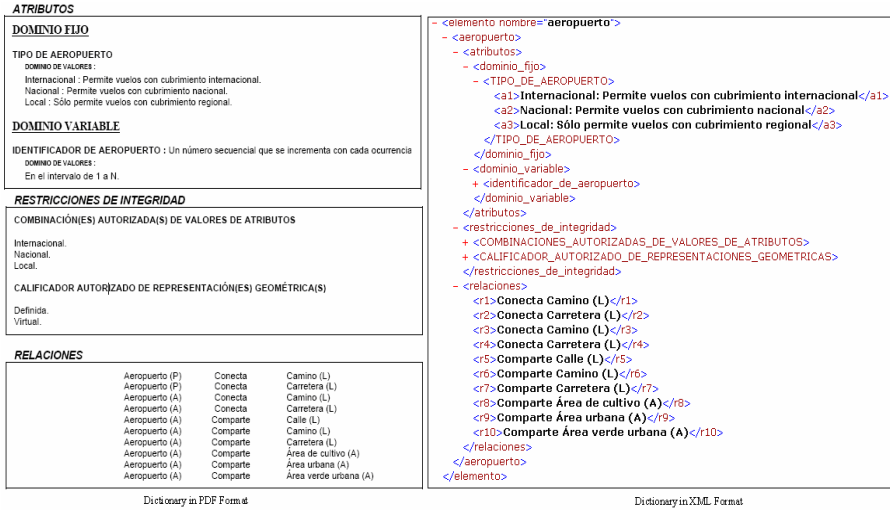 ATRIBUTOS
DOMINIO FIJO
TIPO DE AEROPUERTO
DOMINIO DE VALORES :
Internacional : Permite vuelos con cubrimiento internacional.
Nacional : Permite vuelos con cubrimiento nacional.
Local : Sólo permite vuelos con cubrimiento regional.
DOMINIO VARIABLE
IDENTIFICADOR DE AEROPUERTO : Un número secuencial que se incrementa con cada ocurrencia
DOMINIO DE VALORES :
En el intervalo de 1 a N.
RESTRICCIONES DE INTEGRIDAD
COMBINACIÓN(ES) AUTORIZADA(S) DE VALORES DE ATRIBUTOS
Internacional.
Nacional.
Local.
CALIFICADOR AUTORIZADO DE REPRESENTACIÓN(ES) GEOMÉTRICA(S)
Definida.
Virtual.
RELACIONES
Aeropuerto (P) Conecta Camino (L)
Aeropuerto (P) Conecta Carretera (L)
Aeropuerto (A) Conecta Camino (L)
Aeropuerto (A) Conecta Carretera (L)
Aeropuerto (A) Comparte Calle (L)
Aeropuerto (A) Comparte Camino (L)
Aeropuerto (A) Comparte Carretera (L)
Aeropuerto (A) Comparte Área de cultivo (A)
Aeropuerto (A) Comparte Área urbana (A)
Aeropuerto (A) Comparte Área verde urbana (A)
Dictionary in PDF Format
- <elemento nombre="aeropuerto">
- <aeropuerto>
- <atributos>
- <dominio_fijo>
- <TIPO_DE_AEROPUERTO>
<a1>Internacional: Permite vuelos con cubrimiento internacional</a1>
<a2>Nacional: Permite vuelos con cubrimiento nacional</a2>
<a3>Local: Sólo permite vuelos con cubrimiento regional</a3>
</TIPO_DE_AEROPUERTO>
</dominio_fijo>
- <dominio_variable>
+ <identificador_de_aeropuerto>
</dominio_variable>
</atributos>
- <restricciones_de_integridad>
+ <COMBINACIONES_AUTORIZADAS_DE_VALORES_DE_ATRIBUTOS>
+ <CALIFICADOR_AUTORIZADO_DE_REPRESENTACIONES_GEOMETRICAS>
</restricciones_de_integridad>
- <relaciones>
<r1>Conecta Camino (L)</r1>
<r2>Conecta Carretera (L)</r2>
<r3>Conecta Camino (L)</r3>
<r4>Conecta Carretera (L)</r4>
<r5>Comparte Calle (L)</r5>
<r6>Comparte Camino (L)</r6>
<r7>Comparte Carretera (L)</r7>
<r8>Comparte Área de cultivo (A)</r8>
<r9>Comparte Área urbana (A)</r9>
<r10>Comparte Área verde urbana (A)</r10>
</relaciones>
</aeropuerto>
</elemento>
Dictionary in XML Format